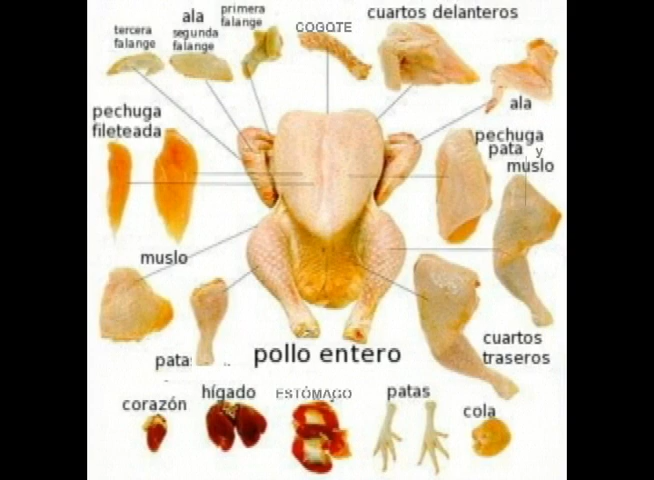 tercera
falange
ala
segunda
falange
primera
falange
COGOTE
cuartos delanteros
ala
pechuga
fileteada
pechuga
pata y
muslo
muslo
patas
pollo entero
cuartos
traseros
corazón
hígado
ESTÓMAGO
patas
cola